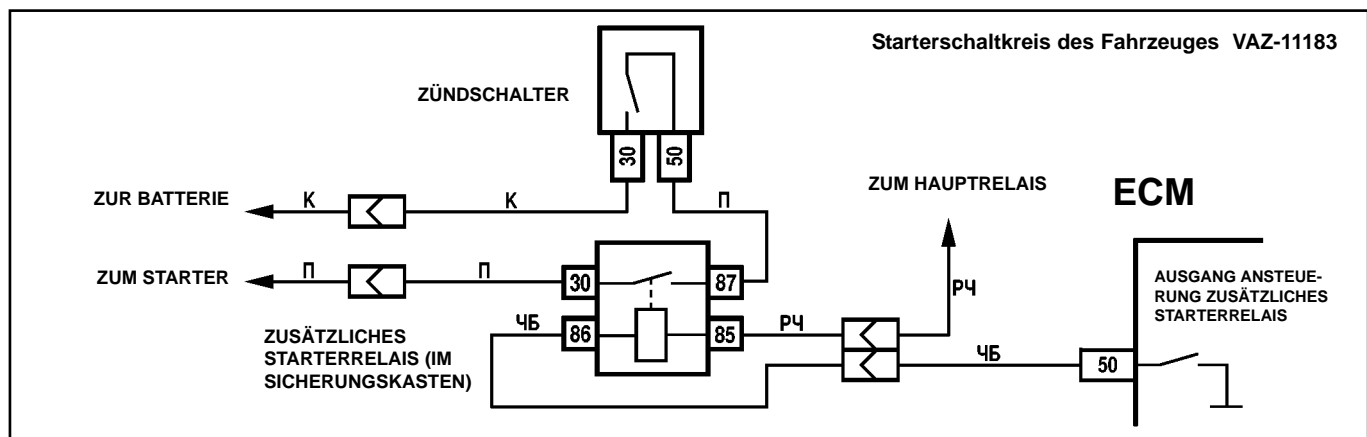 Starterschaltkreis des Fahrzeuges VAZ-11183
ZÜNDSCHALTER
30
50
ZUR BATTERIE
К
К
П
ZUM HAUPTRELAIS
ECM
ZUM STARTER
П
П
30
87
РЧ
AUSGANG ANSTEUE-
RUNG ZUSÄTZLICHES
STARTERRELAIS
ZUSÄTZLICHES
STARTERRELAIS (IM
SICHERUNGSKASTEN)
ЧБ
86
85
РЧ
ЧБ
50